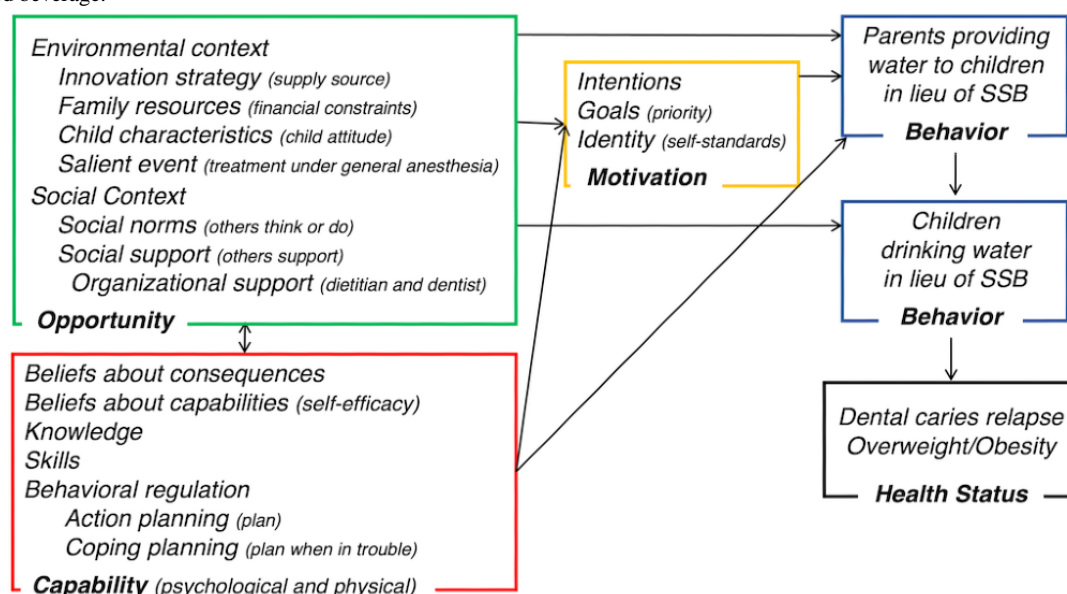 d beverage.
Environmental context
Innovation strategy (supply source)
Family resources (financial constraints)
Child characteristics (child attitude)
Salient event (treatment under general anesthesia)
Social Context
Social norms (others think or do)
Social support (others support)
Organizational support (dietitian and dentist)
Opportunity
Beliefs about consequences
Beliefs about capabilities (self-efficacy)
Knowledge
Skills
Behavioral regulation
Action planning (plan)
Coping planning (plan when in trouble)
Capability (psychological and physical)
Intentions
Goals (priority)
Identity (self-standards)
Motivation
Parents providing
water to children
in lieu of SSB
Behavior
Children
drinking water
in lieu of SSB
Behavior
Dental caries relapse
Overweight/Obesity
Health Status